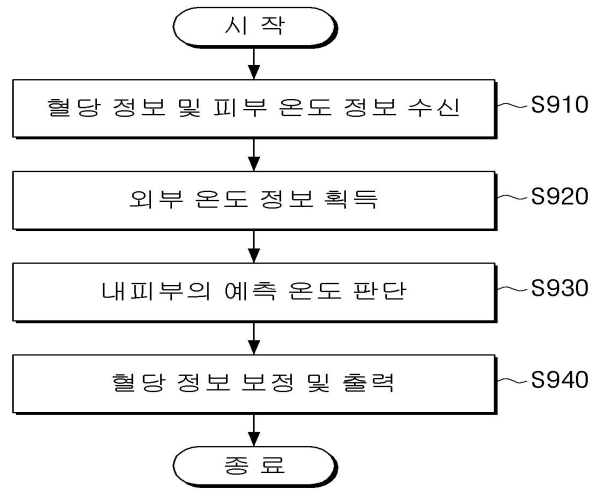 시 작
혈당 정보 및 피부 온도 정보 수신
S910
외부 온도 정보 획득
S920
내피부의 예측 온도 판단
S930
혈당 정보 보정 및 출력
S940
종 료